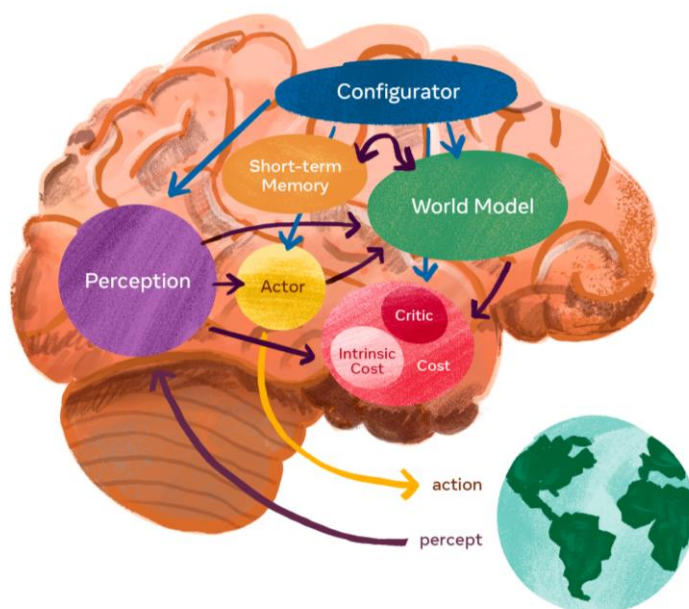 Configurator
Short-term
Memory
World Model
Perception
Actor
Critic
Intrinsic
Cost
Cost
action
percept